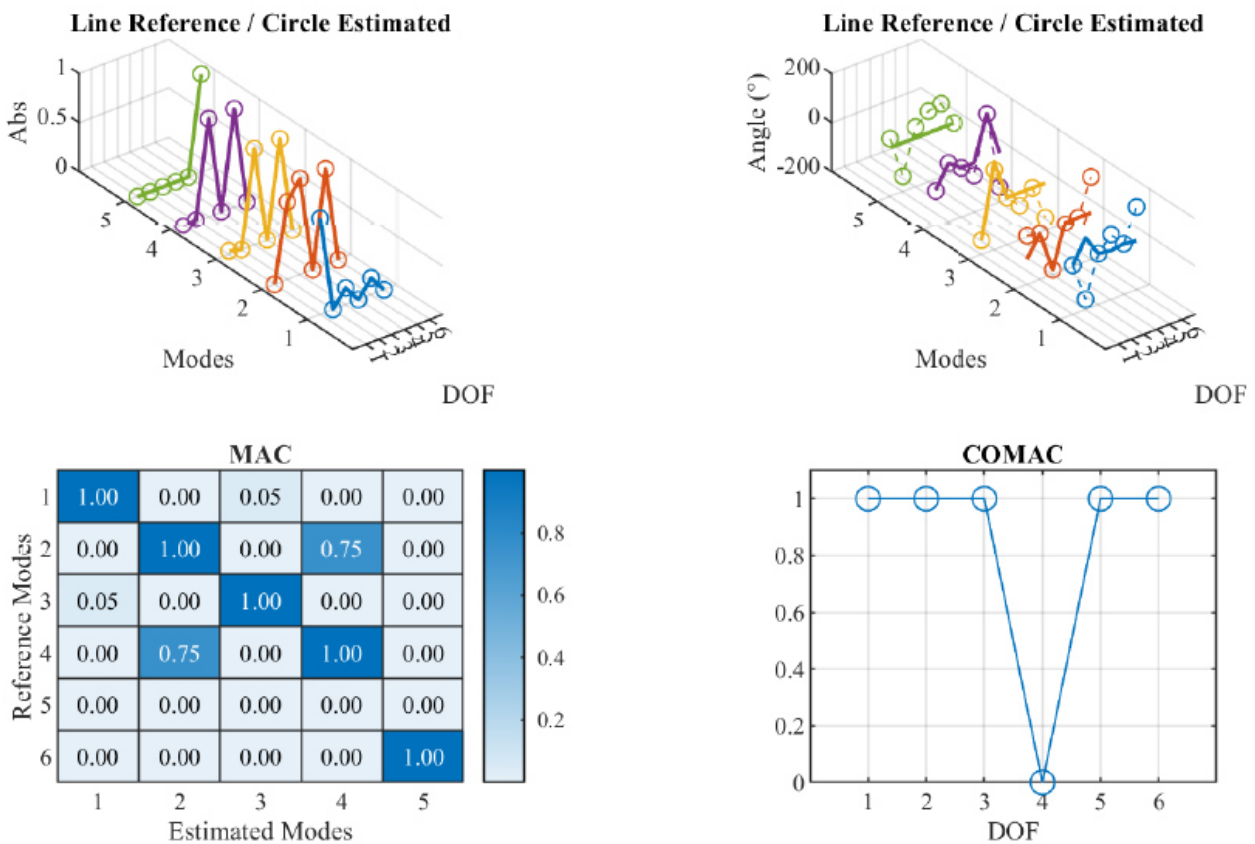 Line Reference / Circle Estimated
1
0.5
0
Abs
5
4
3
2
1
Modes
DOF
Line Reference / Circle Estimated
200
0
-200
Angle (°)
5
4
3
2
1
Modes
DOF
MAC
1 1.00 0.00 0.05 0.00 0.00
2 0.00 1.00 0.00 0.75 0.00
3 0.05 0.00 1.00 0.00 0.00
4 0.00 0.75 0.00 1.00 0.00
5 0.00 0.00 0.00 0.00 0.00
6 0.00 0.00 0.00 0.00 1.00
1 2 3 4 5
Reference Modes
Estimated Modes
0.8
0.6
0.4
0.2
COMAC
1
0.8
0.6
0.4
0.2
0
1 2 3 4 5 6
DOF